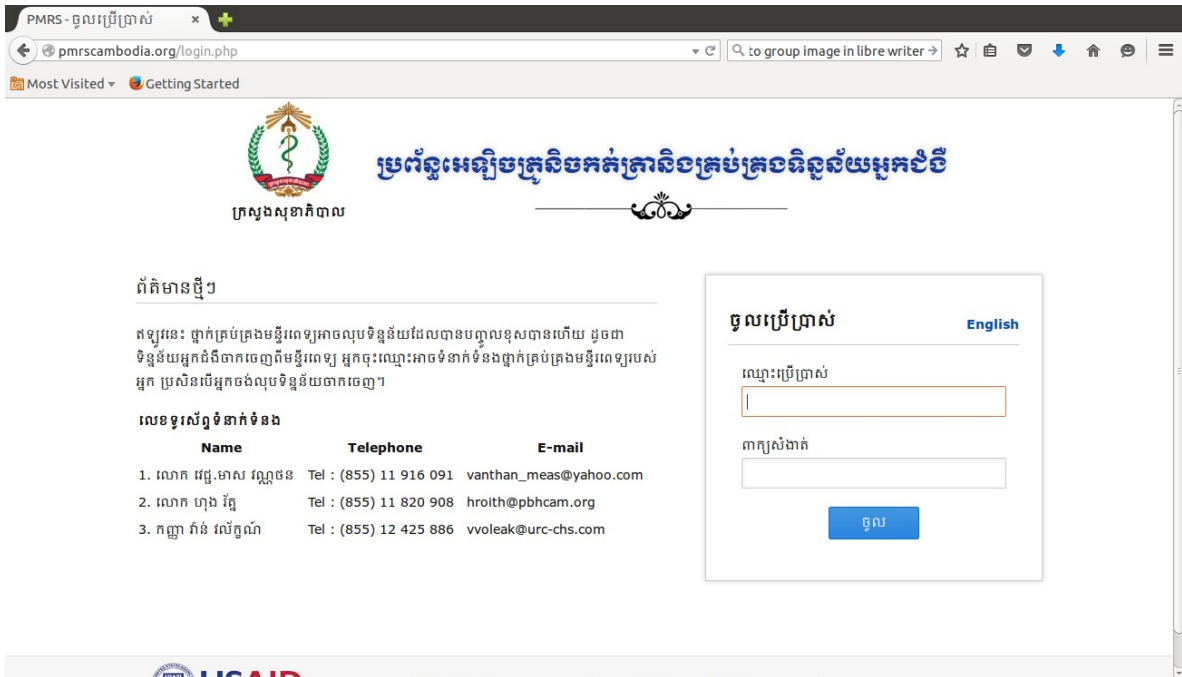 PMRS - ចូលប្រើប្រាស់
pmrscambodia.org/login.php
to group image in libre writer
Most Visited
Getting Started
ក្រសួងសុខាភិបាល
ប្រព័ន្ធអេឡិចត្រូនិចកត់ត្រានិងគ្រប់គ្រងទិន្នន័យអ្នកជំងឺ
ព័ត៌មានថ្មីៗ
ឥឡូវនេះ ថ្នាក់គ្រប់គ្រងមន្ទីរពេទ្យអាចលុបទិន្នន័យដែលបានបញ្ចូលខុសបានហើយ ដូចជា
ទិន្នន័យអ្នកជំងឺចាកចេញពីមន្ទីរពេទ្យ អ្នកចុះឈ្មោះអាចទំនាក់ទំនងថ្នាក់គ្រប់គ្រងមន្ទីរពេទ្យរបស់
អ្នក ប្រសិនបើអ្នកចង់លុបទិន្នន័យចាកចេញ។
លេខទូរស័ព្ទទំនាក់ទំនង
Name Telephone E-mail
1. លោក វេជ្ជ.មាស វណ្ណថន Tel : (855) 11 916 091 vanthan_meas@yahoo.com
2. លោក ហុង រ័ត្ន Tel : (855) 11 820 908 hroith@pbhcam.org
3. កញ្ញា វ៉ាន់ វល័ក្ខណ៍ Tel : (855) 12 425 886 vvoleak@urc-chs.com
ចូលប្រើប្រាស់
English
ឈ្មោះប្រើប្រាស់
ពាក្យសំងាត់
ចូល
USAID